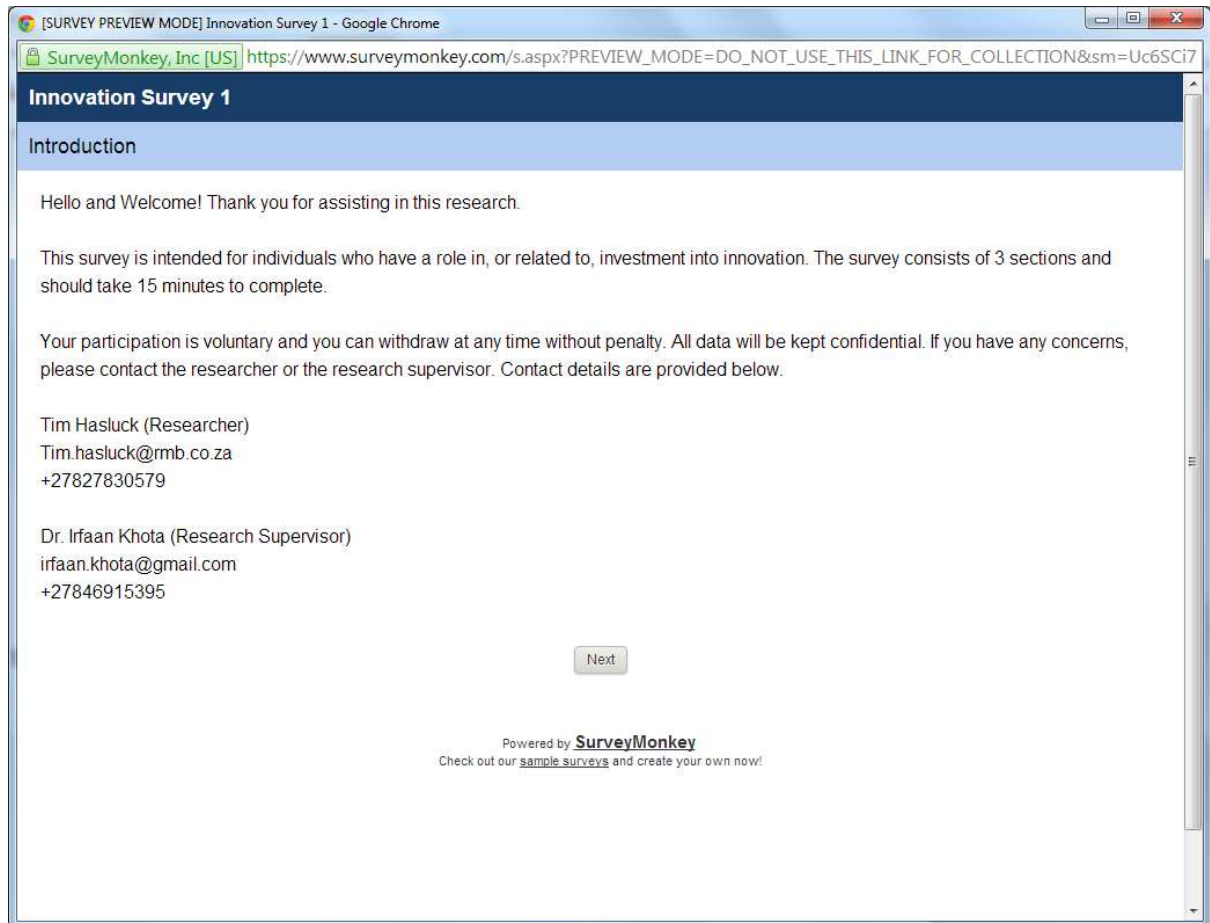 [SURVEY PREVIEW MODE] Innovation Survey 1 - Google Chrome
SurveyMonkey, Inc [US] https://www.surveymonkey.com/s.aspx?PREVIEW_MODE=DO_NOT_USE_THIS_LINK_FOR_COLLECTION&sm=Uc6SCi7
Innovation Survey 1
Introduction
Hello and Welcome! Thank you for assisting in this research.
This survey is intended for individuals who have a role in, or related to, investment into innovation. The survey consists of 3 sections and
should take 15 minutes to complete.
Your participation is voluntary and you can withdraw at any time without penalty. All data will be kept confidential. If you have any concerns,
please contact the researcher or the research supervisor. Contact details are provided below.
Tim Hasluck (Researcher)
Tim.hasluck@rmb.co.za
+27827830579
Dr. Irfaan Khota (Research Supervisor)
irfaan.khota@gmail.com
+27846915395
Next
Powered by SurveyMonkey
Check out our sample surveys and create your own now!